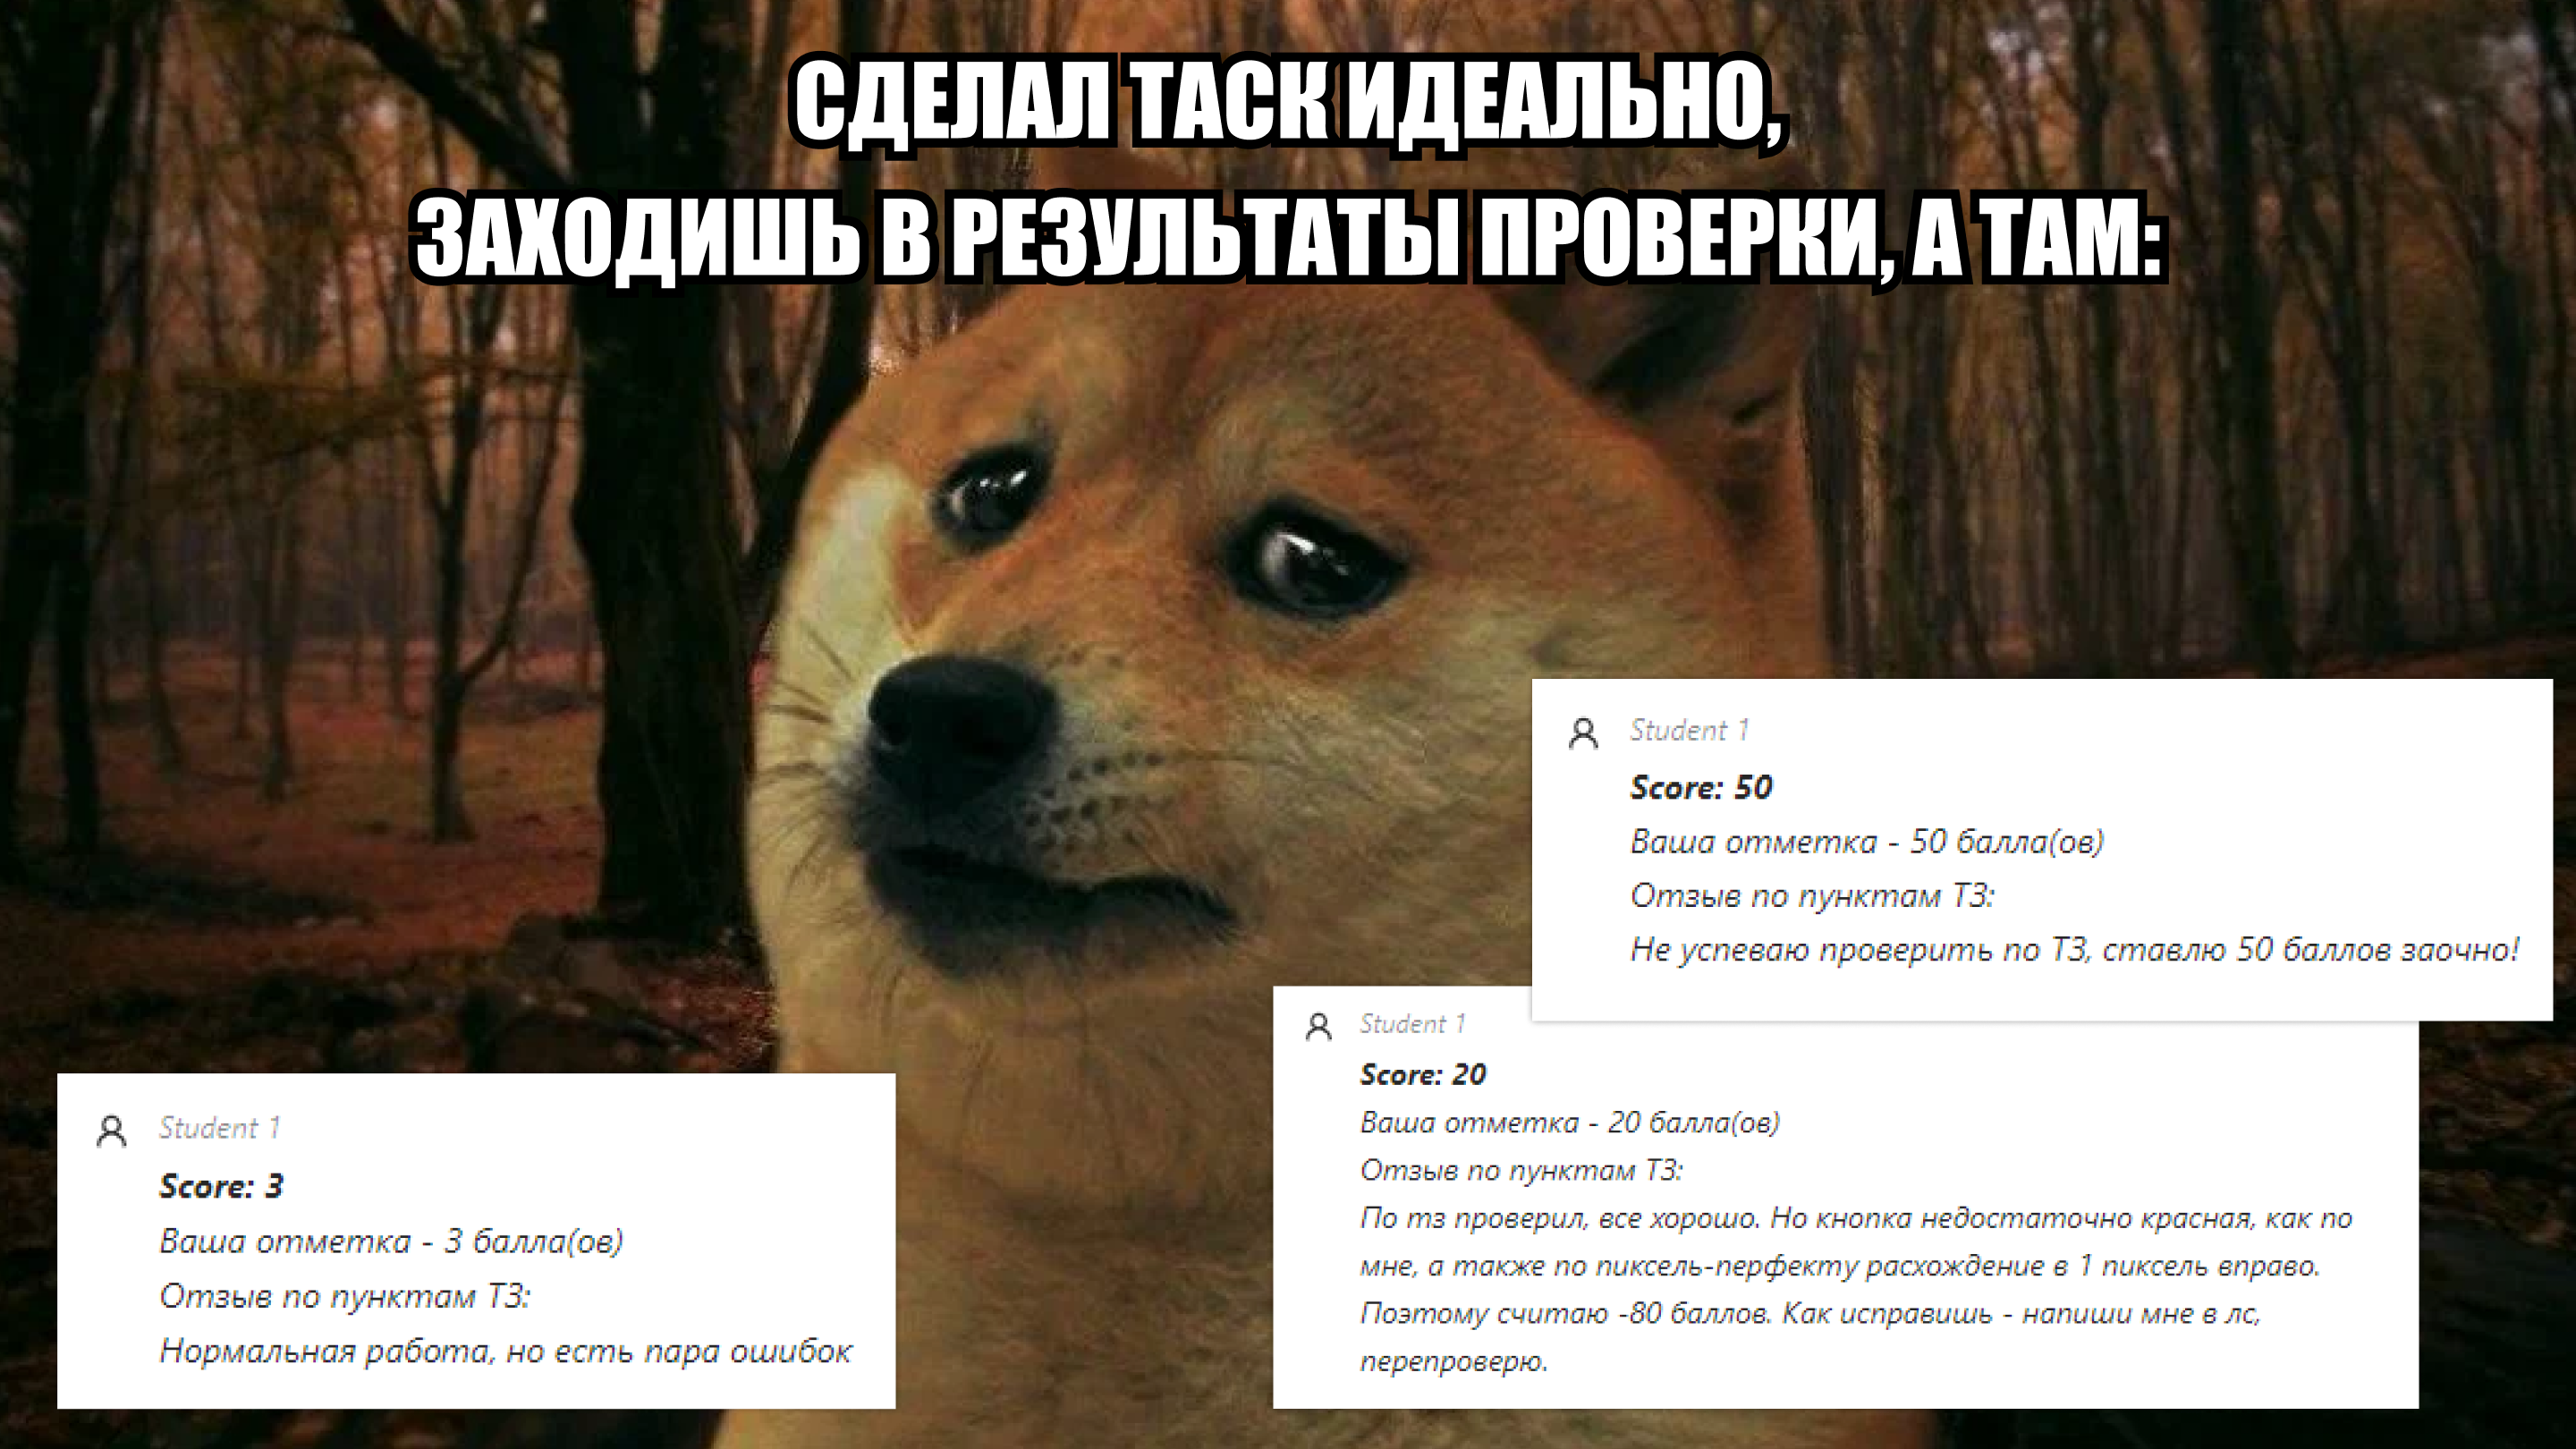 СДЕЛАЛ ТАСК ИДЕАЛЬНО,
ЗАХОДИШЬ В РЕЗУЛЬТАТЫ ПРОВЕРКИ, А ТАМ:
Student 1
Score: 50
Ваша отметка - 50 балла(ов)
Отзыв по пунктам ТЗ:
Не успеваю проверить по ТЗ, ставлю 50 баллов заочно!
Student 1
Score: 20
Ваша отметка - 20 балла(ов)
Отзыв по пунктам ТЗ:
По тз проверил, все хорошо. Но кнопка недостаточно красная, как по
мне, а также по пиксель-перфекту расхождение в 1 пиксель вправо.
Поэтому считаю -80 баллов. Как исправишь - напиши мне в лс,
перепроверю.
Student 1
Score: 3
Ваша отметка - 3 балла(ов)
Отзыв по пунктам ТЗ:
Нормальная работа, но есть пара ошибок